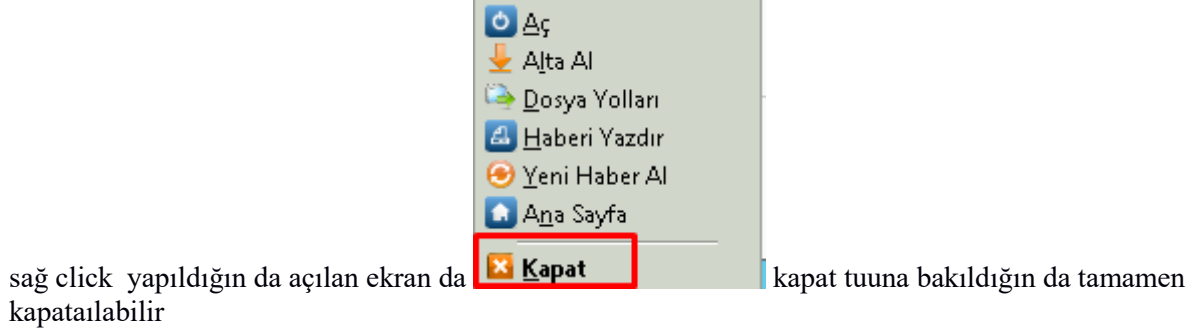 Aç
Alta Al
Dosya Yolları
Haberi Yazdır
Yeni Haber Al
Ana Sayfa
Kapat
sağ click yapıldığın da açılan ekran da kapat tuuna bakıldığın da tamamen
kapataılabilir